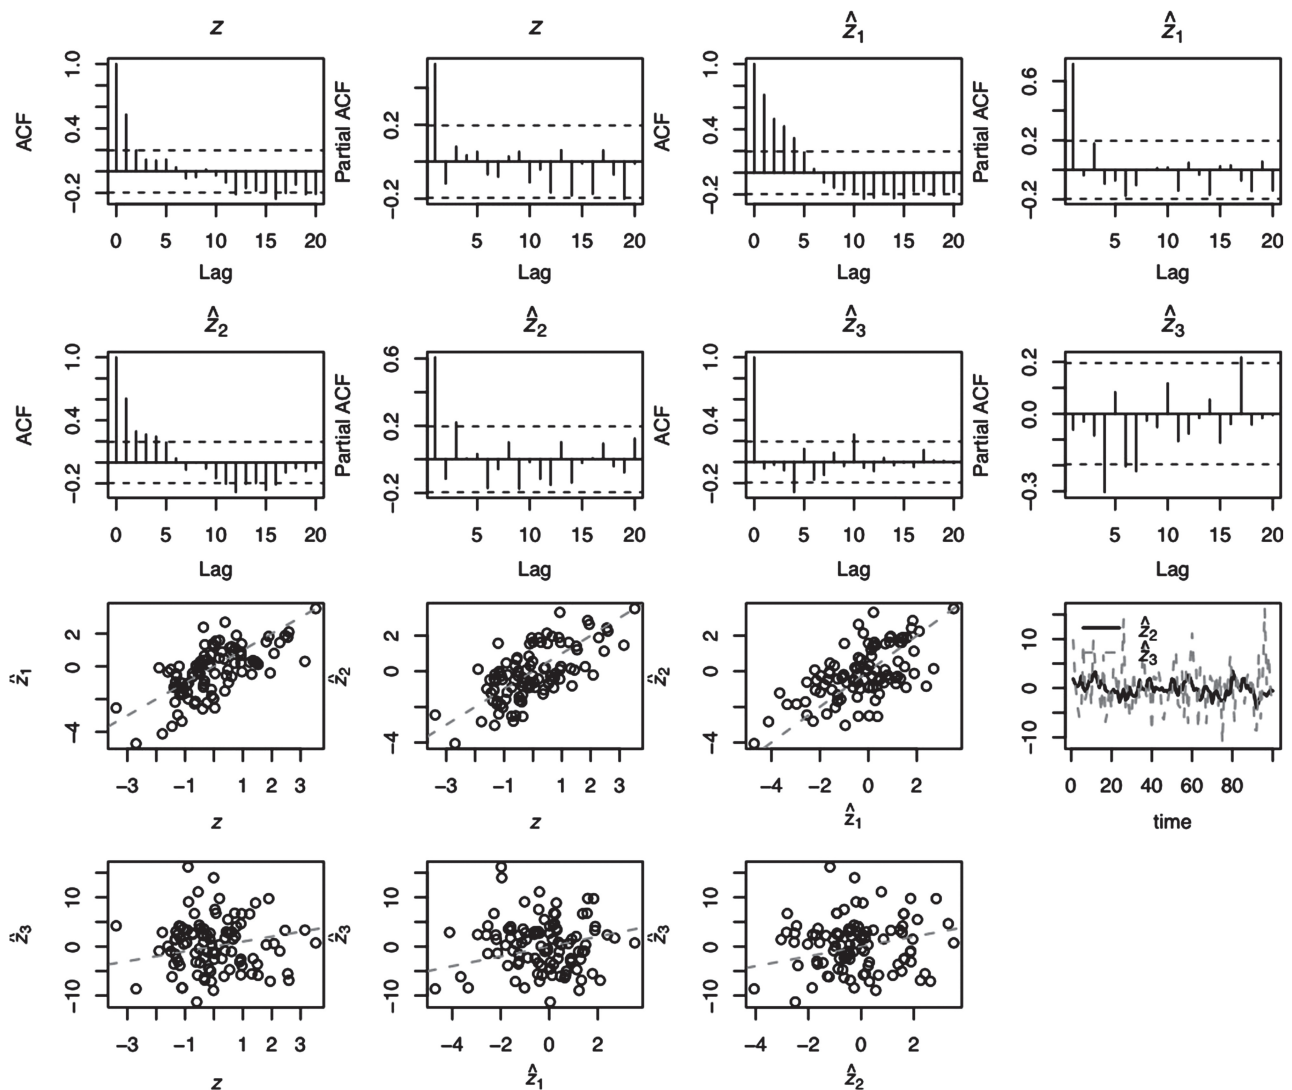 z z ẑ₁ ẑ₁
ACF 1.0 0.4 −0.2 Partial ACF 0.2 −0.2 ACF 1.0 0.4 −0.2 Partial ACF 0.6 0.2 −0.2
0 5 10 15 20 5 10 15 20 0 5 10 15 20 5 10 15 20
Lag Lag Lag Lag
ẑ₂ ẑ₂ ẑ₃ ẑ₃
ACF 1.0 0.4 −0.2 Partial ACF 0.6 0.2 −0.2 ACF 1.0 0.4 −0.2 Partial ACF 0.2 0.0 −0.3
0 5 10 15 20 5 10 15 20 0 5 10 15 20 5 10 15 20
Lag Lag Lag Lag
ẑ₁ 2 0 −4 ẑ₂ 2 0 −4 ẑ₂ 2 0 −4 10 0 −10
ẑ₂
ẑ₃
−3 −1 1 2 3 −3 −1 1 2 3 −4 −2 0 2 0 20 40 60 80
z z ẑ₁ time
ẑ₃ 10 0 −10 ẑ₃ 10 0 −10 ẑ₃ 10 0 −10
−3 −1 1 2 3 −4 −2 0 2 −4 −2 0 2
z ẑ₁ ẑ₂